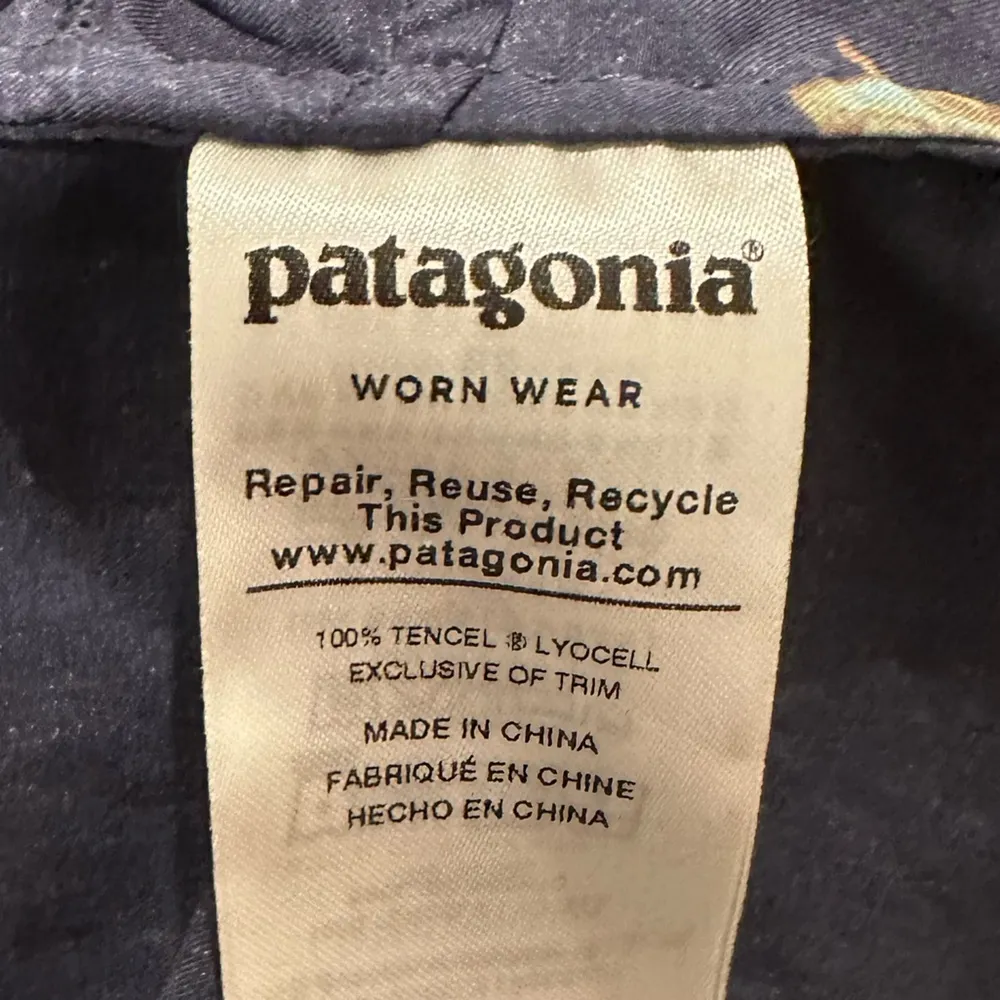 patagonia®
WORN WEAR
Repair, Reuse, Recycle
This Product
www.patagonia.com
100% TENCEL ® LYOCELL
EXCLUSIVE OF TRIM
MADE IN CHINA
FABRIQUÉ EN CHINE
HECHO EN CHINA